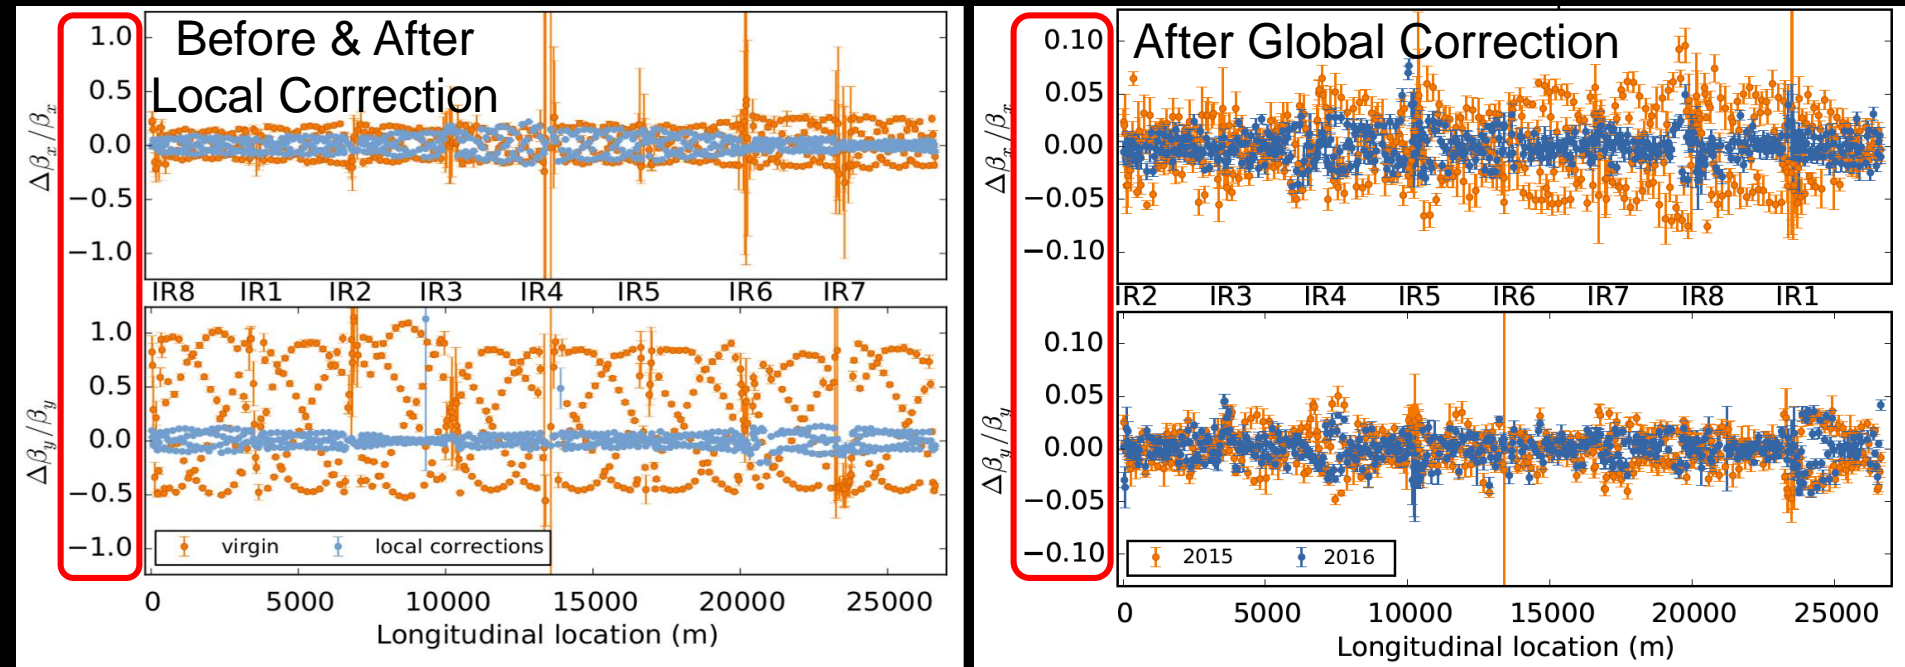 Before & After
Local Correction
1.0
0.5
0.0
−0.5
−1.0
Δβx/βx
IR8 IR1 IR2 IR3 IR4 IR5 IR6 IR7
1.0
0.5
0.0
−0.5
−1.0
Δβy/βy
virgin local corrections
0 5000 10000 15000 20000 25000
Longitudinal location (m)
After Global Correction
0.10
0.05
0.00
−0.05
−0.10
Δβx/βx
IR2 IR3 IR4 IR5 IR6 IR7 IR8 IR1
0.10
0.05
0.00
−0.05
−0.10
Δβy/βy
2015 2016
0 5000 10000 15000 20000 25000
Longitudinal location (m)